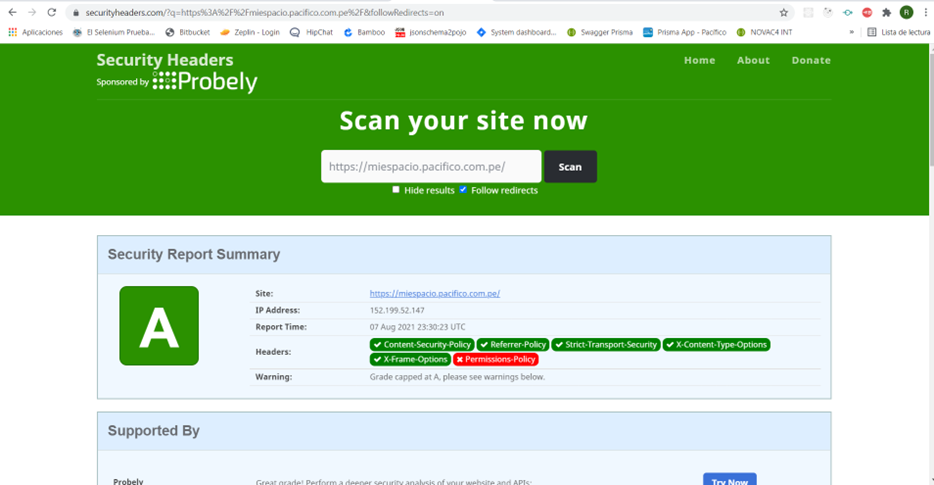 securityheaders.com/?q=https%3A%2F%2Fmiespacio.pacifico.com.pe%2F&followRedirects=on
R
Aplicaciones El Selenium Prueba... Bitbucket Zeplin - Login HipChat Bamboo jsonschema2pojo System dashboard... Swagger Prisma Prisma App - Pacífico NOVAC4 INT » Lista de lectura
Security Headers Home About Donate
Sponsored by Probely
Scan your site now
https://miespacio.pacifico.com.pe/ Scan
Hide results Follow redirects
Security Report Summary
A
Site: https://miespacio.pacifico.com.pe/
IP Address: 152.199.52.147
Report Time: 07 Aug 2021 23:30:23 UTC
Headers: Content-Security-Policy Referrer-Policy Strict-Transport-Security X-Content-Type-Options
X-Frame-Options Permissions-Policy
Warning: Grade capped at A, please see warnings below.
Supported By
Probely Great grade! Perform a deeper security analysis of your website and APIs: Try Now